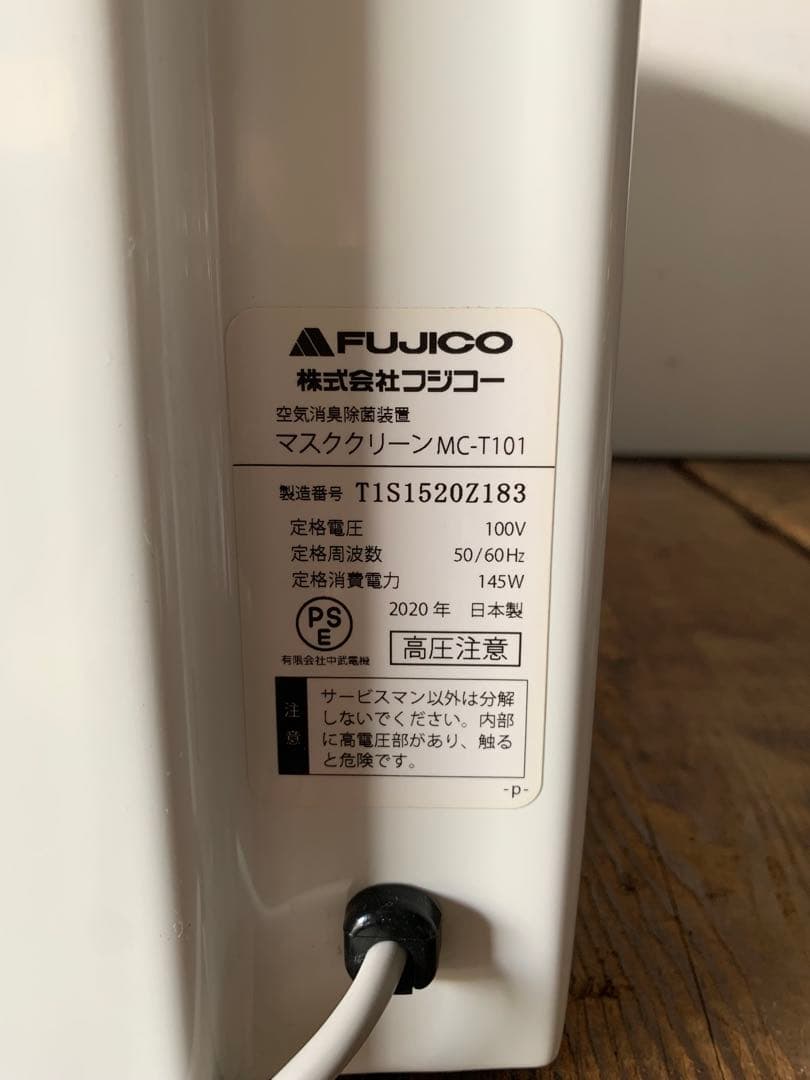 FUJICO
株式会社フジコー
空気消臭除菌装置
マスククリーンMC-T101
製造番号 T1S1520Z183
定格電圧 100V
定格周波数 50/60Hz
定格消費電力 145W
PSE
2020年 日本製
有限会社中武電機
高圧注意
注意
サービスマン以外は分解
しないでください。内部
に高電圧部があり、触る
と危険です。
-p-